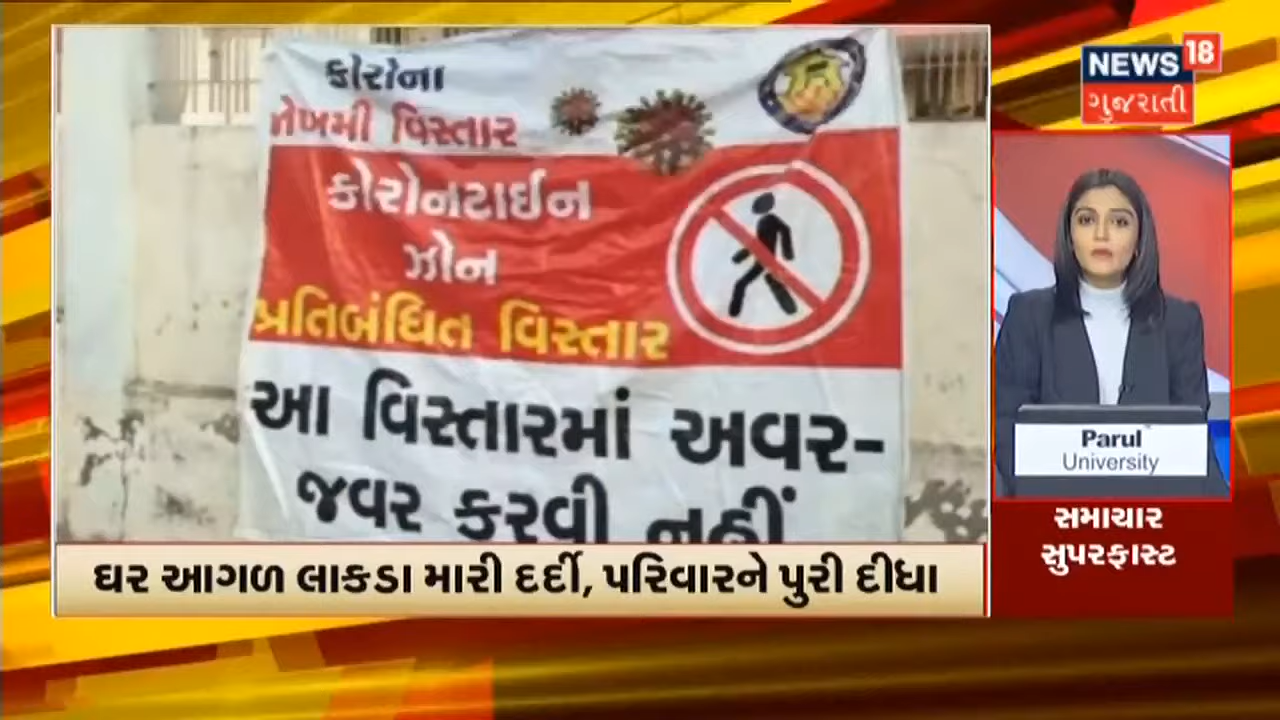 કોરોના
જોખમી વિસ્તાર
કોરોનટાઈન
ઝોન
પ્રતિબંધિત વિસ્તાર
આ વિસ્તારમાં અવર-
જવર કરવી નહીં
ઘર આગળ લાકડા મારી દર્દી, પરિવારને પુરી દીધા
NEWS 18
ગુજરાતી
Parul
University
સમાચાર
સુપરફાસ્ટ